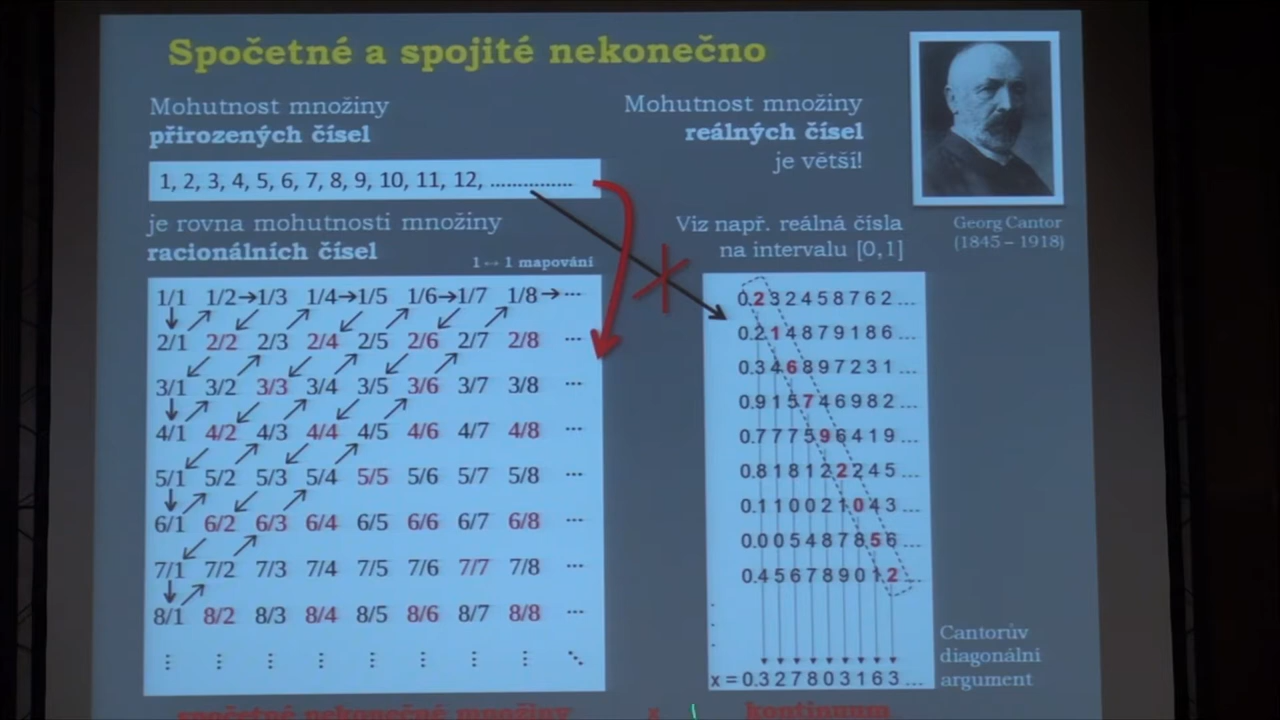 Spočetné a spojité nekonečno
Mohutnost množiny
přirozených čísel
1, 2, 3, 4, 5, 6, 7, 8, 9, 10, 11, 12, ................
je rovna mohutnosti množiny
racionálních čísel
1 ↔ 1 mapování
1/1 1/2→1/3 1/4→1/5 1/6→1/7 1/8→ ...
2/1 2/2 2/3 2/4 2/5 2/6 2/7 2/8 ...
3/1 3/2 3/3 3/4 3/5 3/6 3/7 3/8 ...
4/1 4/2 4/3 4/4 4/5 4/6 4/7 4/8 ...
5/1 5/2 5/3 5/4 5/5 5/6 5/7 5/8 ...
6/1 6/2 6/3 6/4 6/5 6/6 6/7 6/8 ...
7/1 7/2 7/3 7/4 7/5 7/6 7/7 7/8 ...
8/1 8/2 8/3 8/4 8/5 8/6 8/7 8/8 ...
Mohutnost množiny
reálných čísel
je větší!
Georg Cantor
(1845 – 1918)
Viz např. reálná čísla
na intervalu [0,1]
0.232458762...
0.214879186...
0.346897231...
0.915746982...
0.777596419...
0.818122245...
0.110021043...
0.005487856...
0.456789012...
x = 0.327803163...
Cantorův
diagonální
argument
spočetné nekonečné množiny x kontinuum